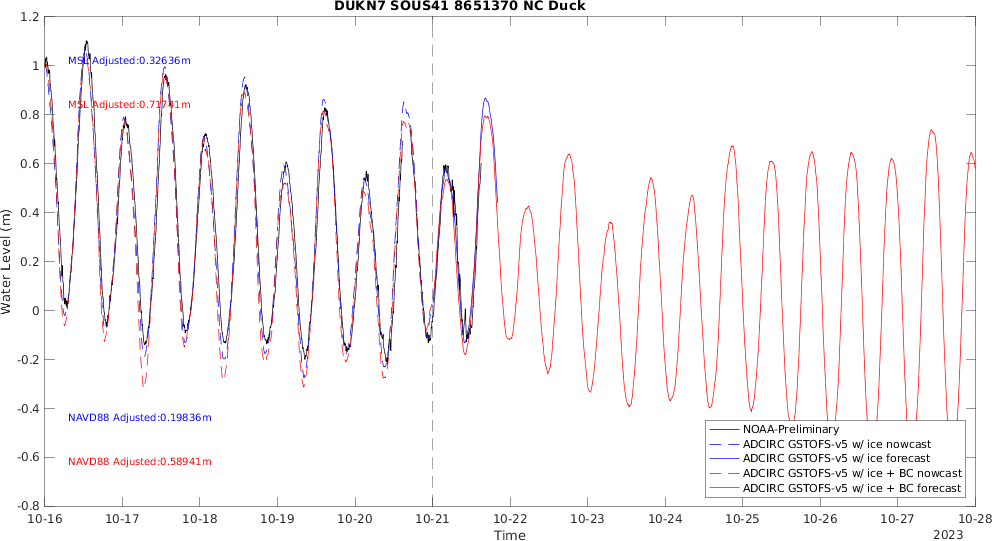 DUKN7 SOUS41 8651370 NC Duck
1.2
1
0.8
0.6
0.4
0.2
0
-0.2
-0.4
-0.6
-0.8
Water Level (m)
MSL Adjusted:0.32636m
MSL Adjusted:0.71741m
NAVD88 Adjusted:0.19836m
NAVD88 Adjusted:0.58941m
NOAA-Preliminary
ADCIRC GSTOFS-v5 w/ ice nowcast
ADCIRC GSTOFS-v5 w/ ice forecast
ADCIRC GSTOFS-v5 w/ ice + BC nowcast
ADCIRC GSTOFS-v5 w/ ice + BC forecast
10-16 10-17 10-18 10-19 10-20 10-21 10-22 10-23 10-24 10-25 10-26 10-27 10-28
Time
2023